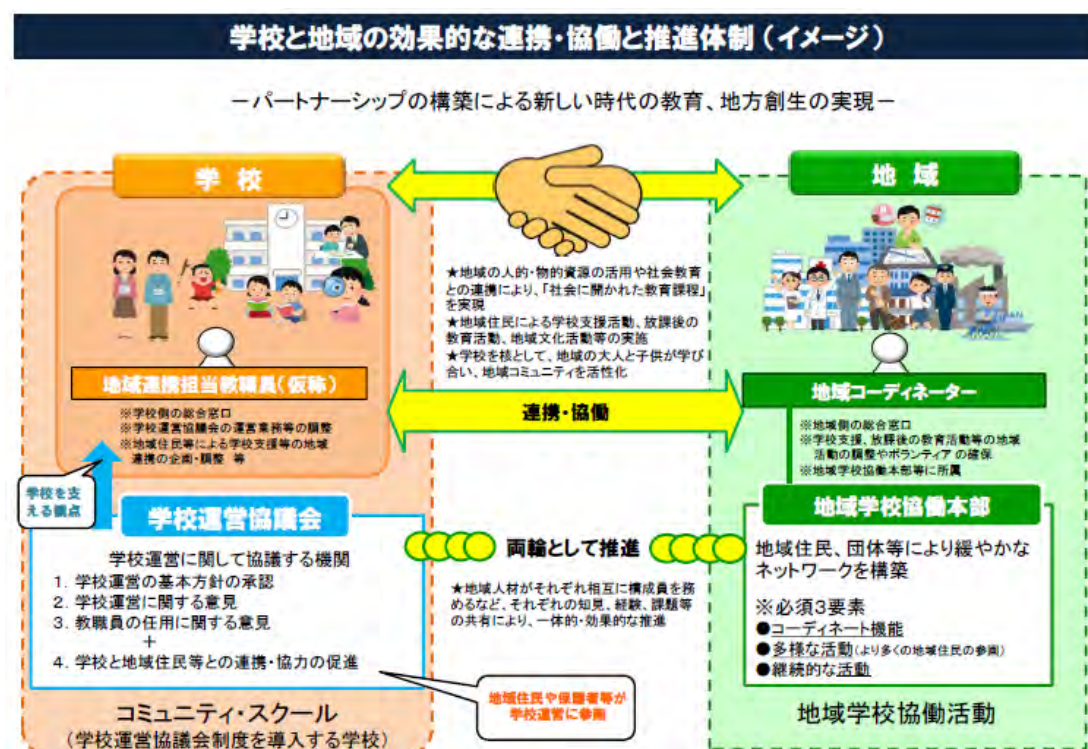 学校と地域の効果的な連携・協働と推進体制（イメージ）
－パートナーシップの構築による新しい時代の教育、地方創生の実現－
学 校
地 域
★地域の人的・物的資源の活用や社会教育
との連携により、「社会に開かれた教育課程」
を実現
★地域住民による学校支援活動、放課後の
教育活動、地域文化活動等の実施
★学校を核として、地域の大人と子供が学び
合い、地域コミュニティを活性化
地域連携担当教職員（仮称）
※学校側の総合窓口
※学校運営協議会の運営業務等の調整
※地域住民等による学校支援等の地域
連携の企画・調整 等
連携・協働
地域コーディネーター
※地域側の総合窓口
※学校支援、放課後の教育活動等の地域
活動の調整やボランティア の確保
※地域学校協働本部等に所属
学校を支
える観点
学校運営協議会
学校運営に関して協議する機関
1. 学校運営の基本方針の承認
2. 学校運営に関する意見
3. 教職員の任用に関する意見
＋
4. 学校と地域住民等との連携・協力の促進
両輪として推進
★地域人材がそれぞれ相互に構成員を務
めるなど、それぞれの知見、経験、課題等
の共有により、一体的・効果的な推進
地域学校協働本部
地域住民、団体等により緩やかな
ネットワークを構築
※必須３要素
●コーディネート機能
●多様な活動（より多くの地域住民の参画）
●継続的な活動
地域住民や保護者等が
学校運営に参画
コミュニティ・スクール
（学校運営協議会制度を導入する学校）
地域学校協働活動